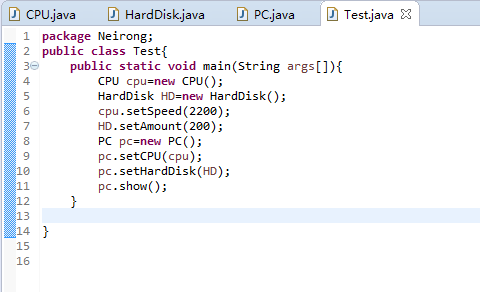 CPU.java HardDisk.java PC.java Test.java
1 package Neirong;
2 public class Test{
3 public static void main(String args[]){
4 CPU cpu=new CPU();
5 HardDisk HD=new HardDisk();
6 cpu.setSpeed(2200);
7 HD.setAmount(200);
8 PC pc=new PC();
9 pc.setCPU(cpu);
10 pc.setHardDisk(HD);
11 pc.show();
12 }
13
14 }
15
16